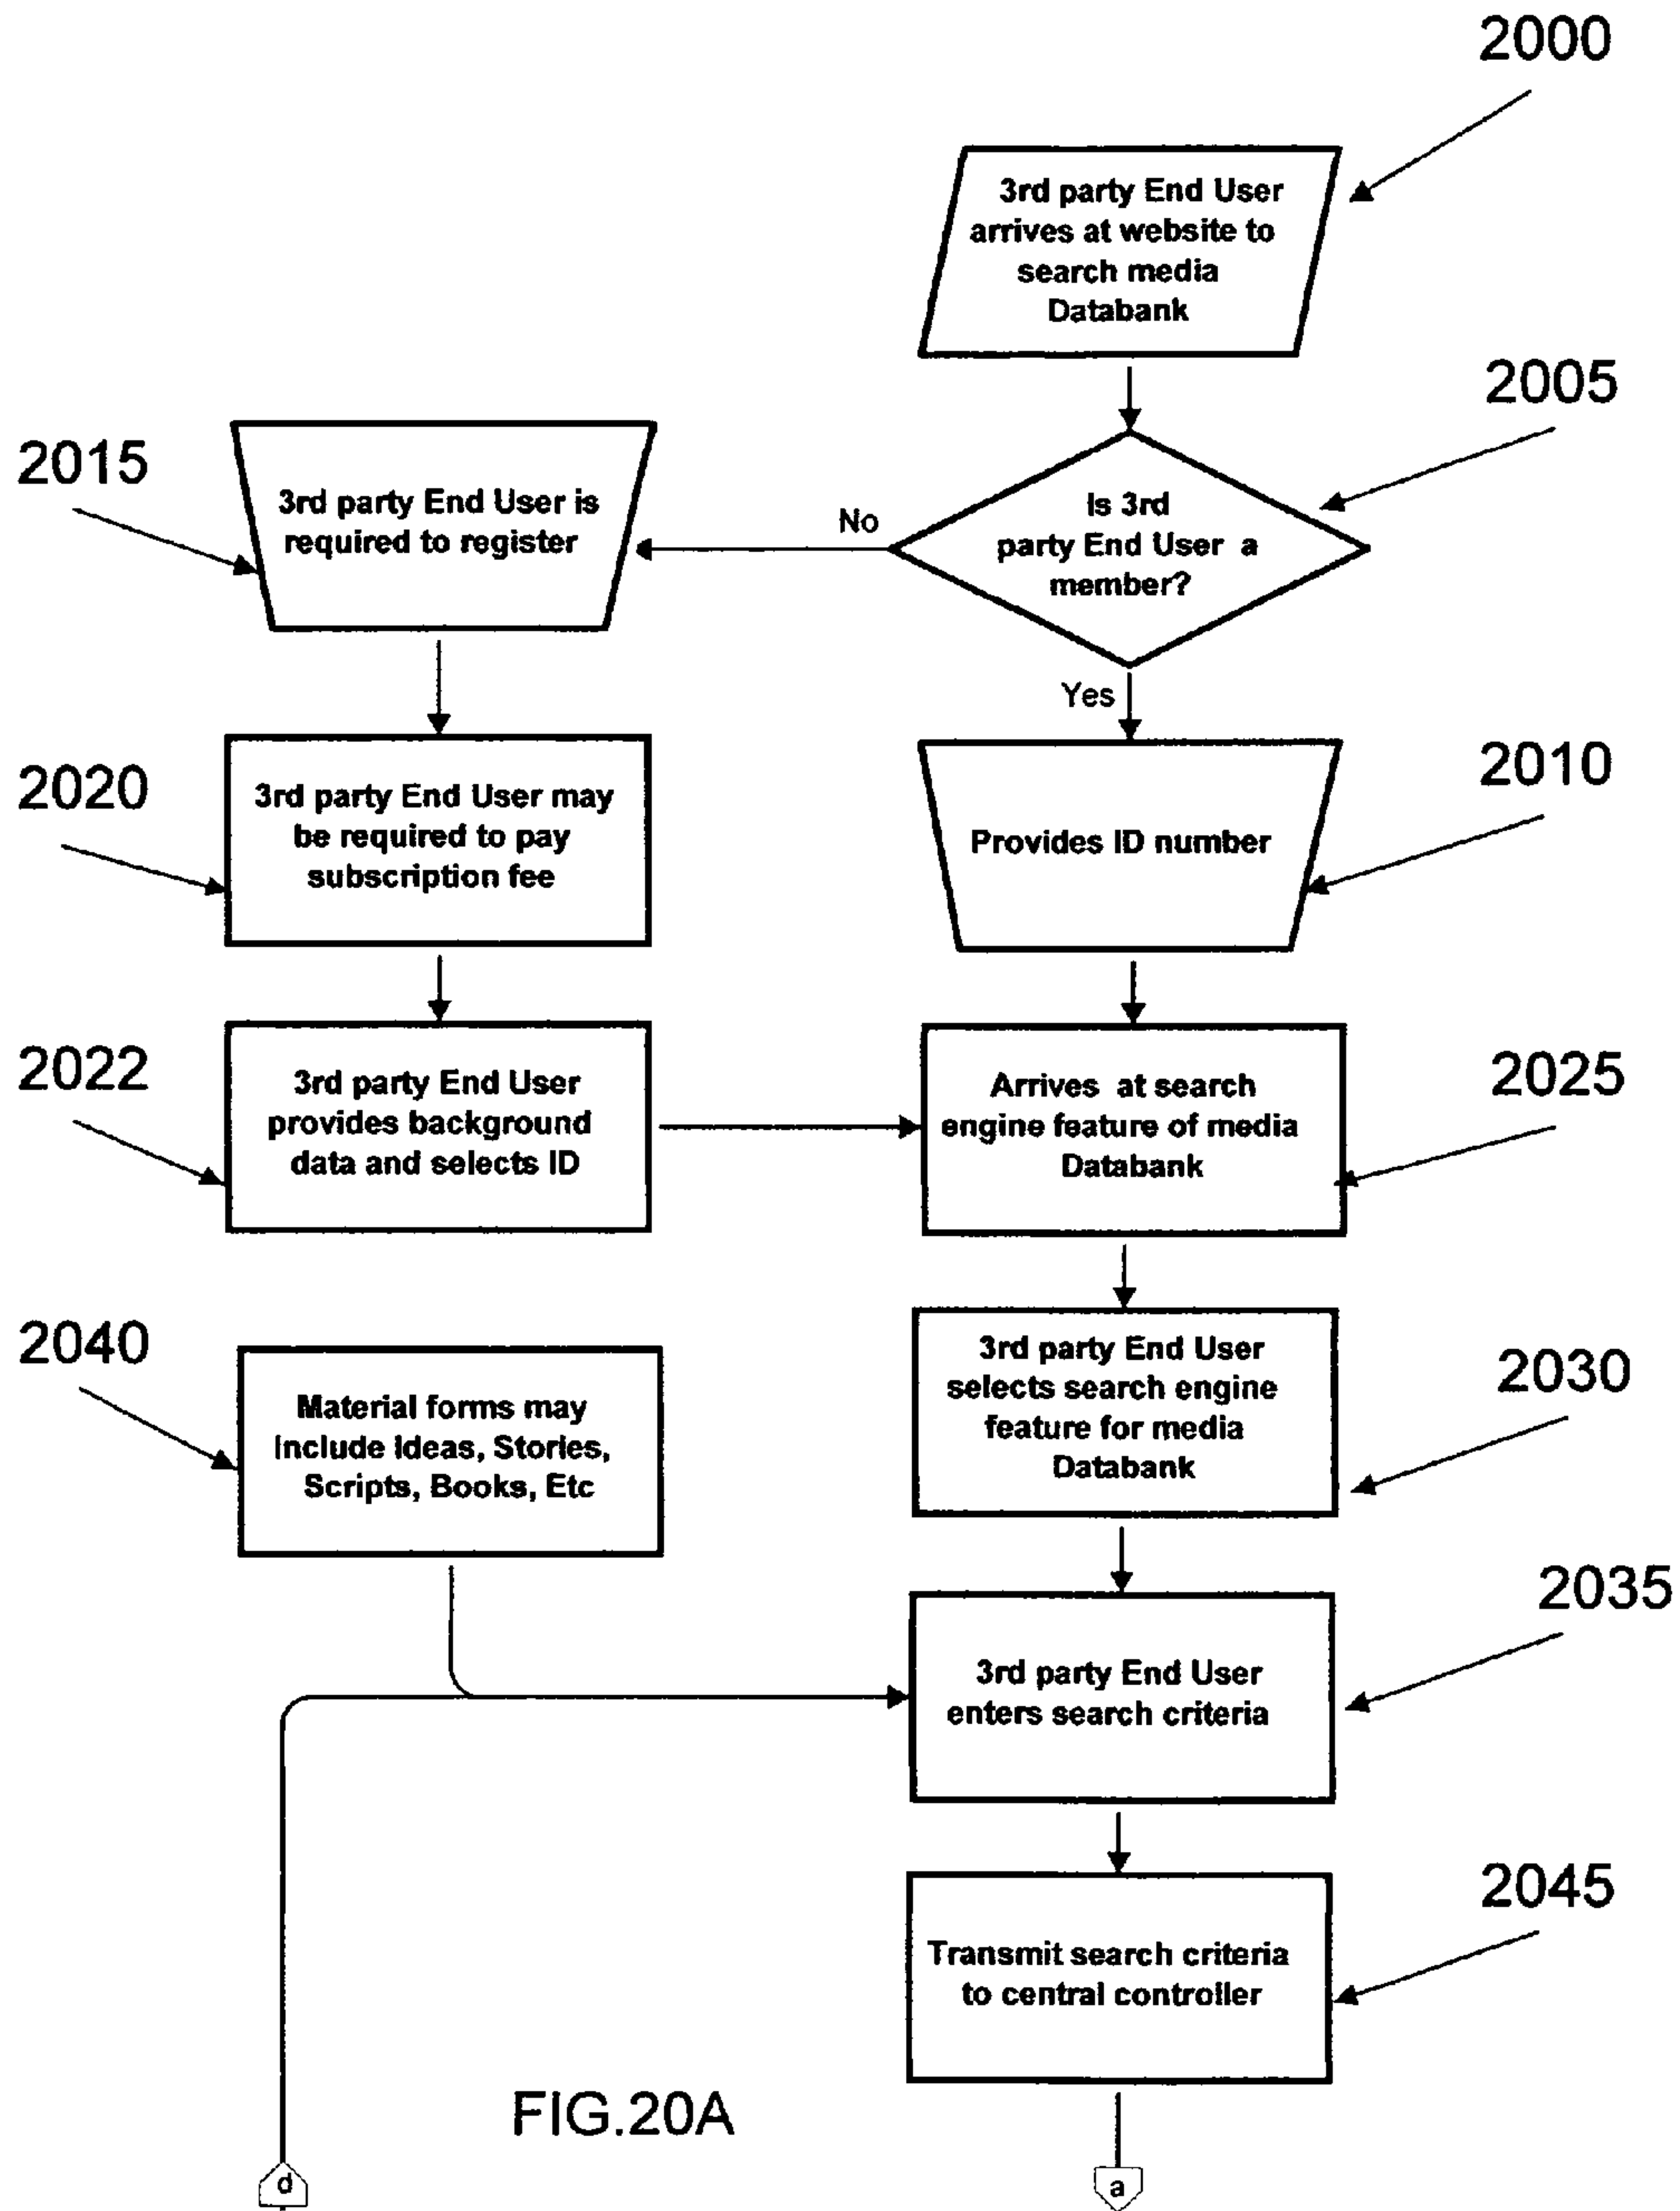 2000
3rd party End User
arrives at website to
search media
Databank
2005
Is 3rd
party End User a
member?
No
Yes
2015
3rd party End User is
required to register
2020
3rd party End User may
be required to pay
subscription fee
2010
Provides ID number
2022
3rd party End User
provides background
data and selects ID
2025
Arrives at search
engine feature of media
Databank
2030
3rd party End User
selects search engine
feature for media
Databank
2040
Material forms may
include Ideas, Stories,
Scripts, Books, Etc
2035
3rd party End User
enters search criteria
2045
Transmit search criteria
to central controller
FIG.20A
d
a